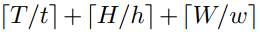 ⌈T/t⌉ + ⌈H/h⌉ + ⌈W/w⌉